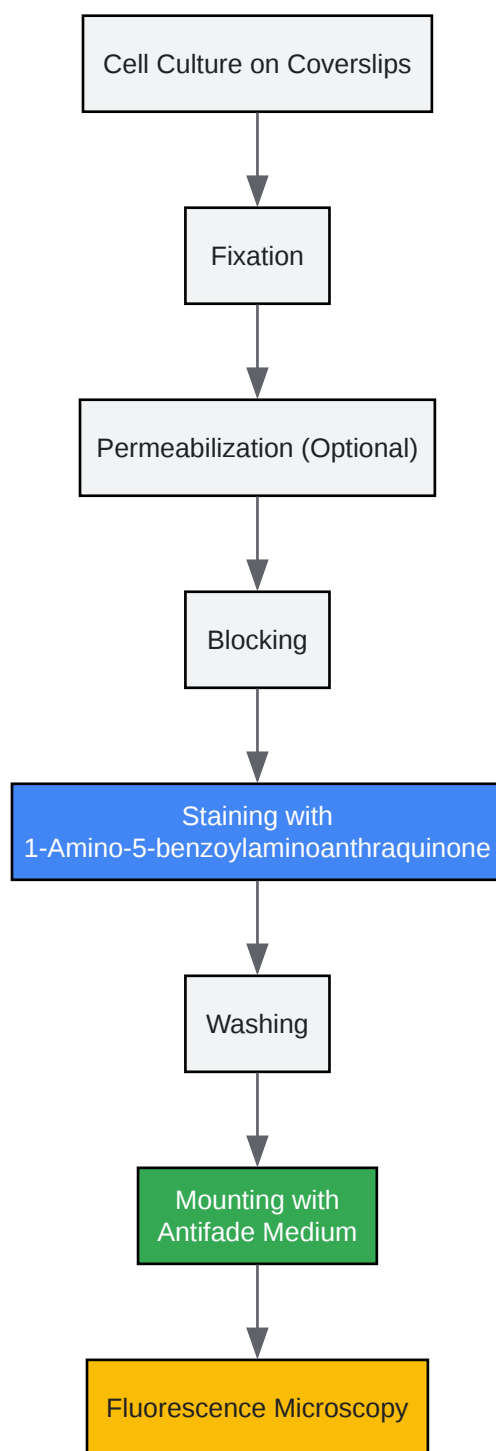 Cell Culture on Coverslips
Fixation
Permeabilization (Optional)
Blocking
Staining with
1-Amino-5-benzoylaminoanthraquinone
Washing
Mounting with
Antifade Medium
Fluorescence Microscopy